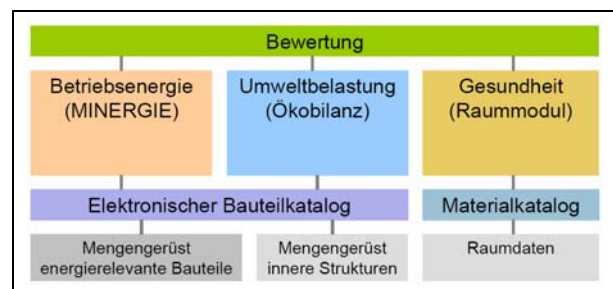 Bewertung
Betriebsenergie
(MINERGIE)
Umweltbelastung
(Ökobilanz)
Gesundheit
(Raummodul)
Elektronischer Bauteilkatalog
Materialkatalog
Mengengerüst
energierelevante Bauteile
Mengengerüst
innere Strukturen
Raumdaten